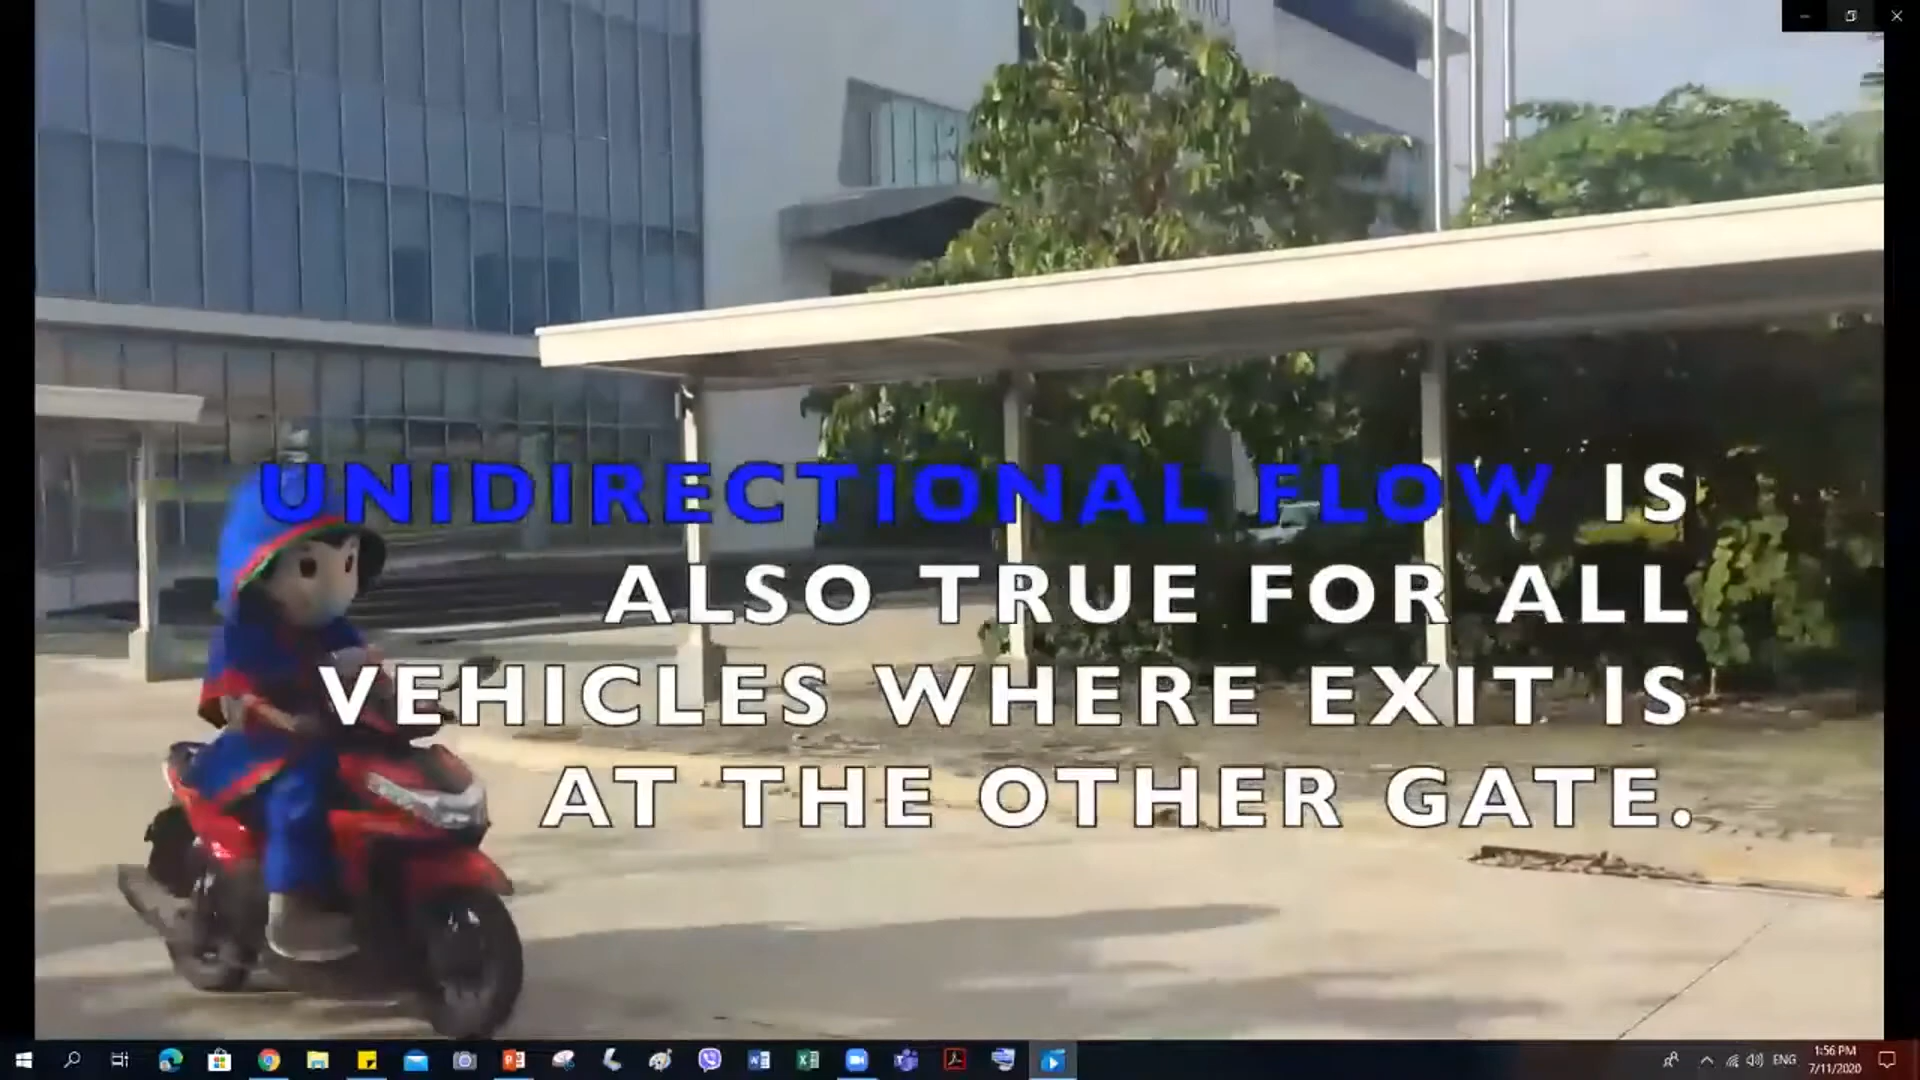 UNIDIRECTIONAL FLOW IS
ALSO TRUE FOR ALL
VEHICLES WHERE EXIT IS
AT THE OTHER GATE.
ENG
1:56 PM
7/11/2020